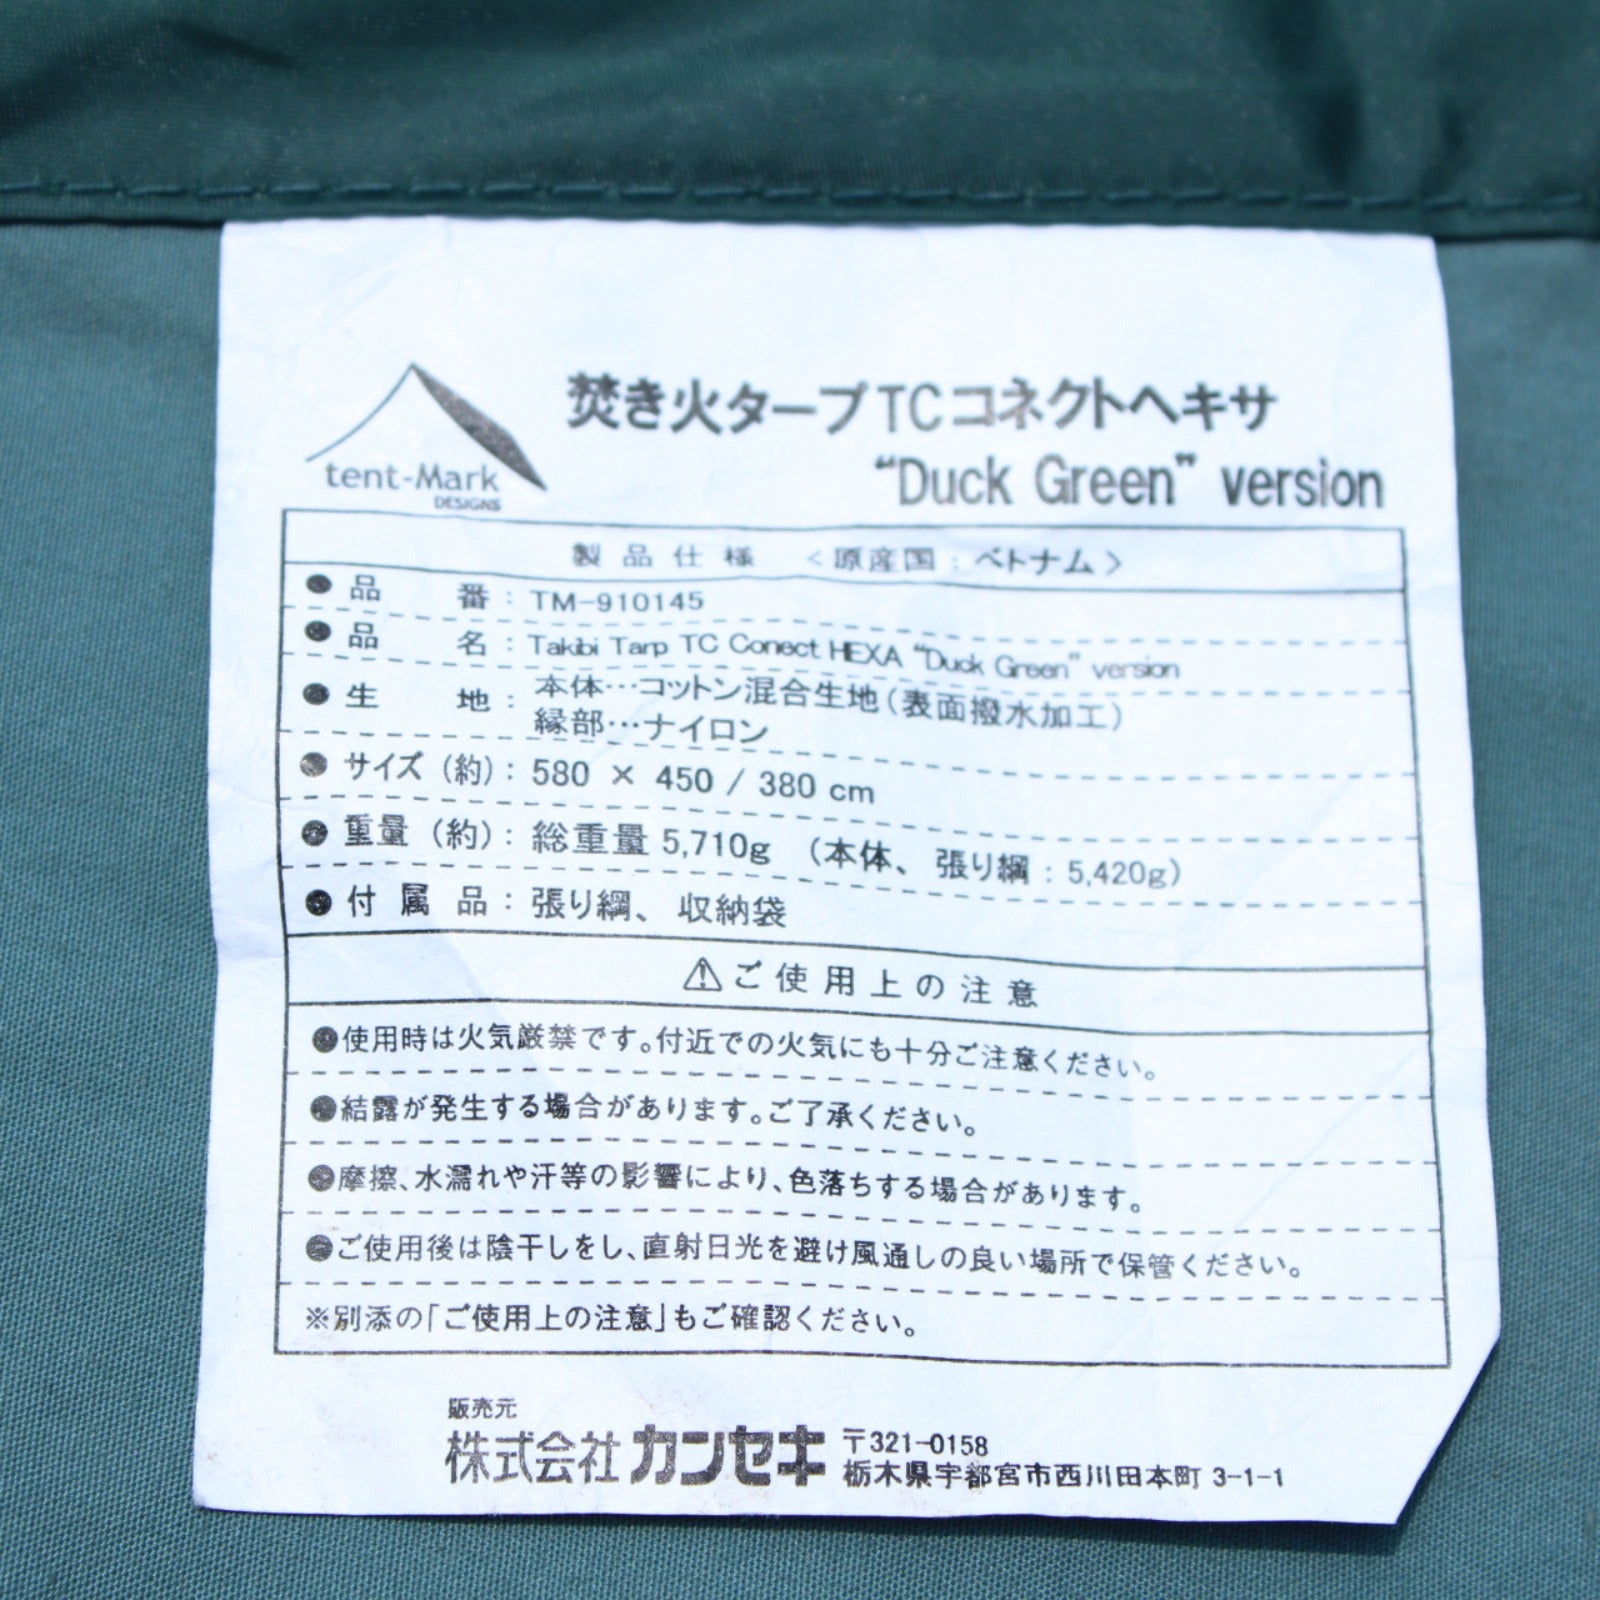 tent-Mark
DESIGNS
焚き火タープTCコネクトヘキサ
“Duck Green” version
製品仕様 <原産国：ベトナム>
●品番：TM-910145
●品名：Takibi Tarp TC Conect HEXA “Duck Green” version
●生地：本体…コットン混合生地(表面撥水加工)
縁部…ナイロン
●サイズ(約)：580 × 450 / 380 cm
●重量(約)：総重量 5,710g (本体、張り綱：5,420g)
●付属品：張り綱、収納袋
⚠ご使用上の注意
●使用時は火気厳禁です。付近での火気にも十分ご注意ください。
●結露が発生する場合があります。ご了承ください。
●摩擦、水濡れや汗等の影響により、色落ちする場合があります。
●ご使用後は陰干しをし、直射日光を避け風通しの良い場所で保管ください。
※別添の「ご使用上の注意」もご確認ください。
販売元
株式会社カンセキ 〒321-0158
栃木県宇都宮市西川田本町 3-1-1